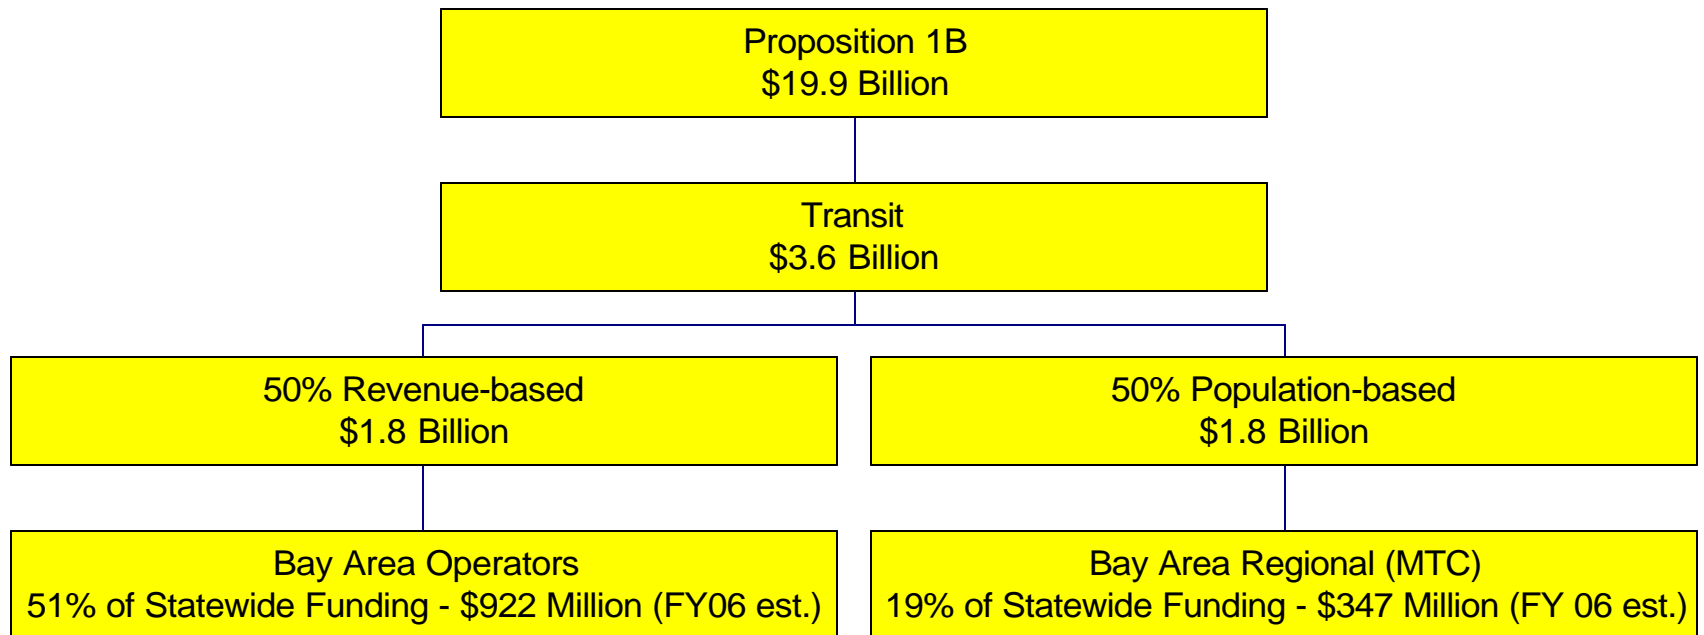 Proposition 1B
$19.9 Billion
Transit
$3.6 Billion
50% Revenue-based
$1.8 Billion
50% Population-based
$1.8 Billion
Bay Area Operators
51% of Statewide Funding - $922 Million (FY06 est.)
Bay Area Regional (MTC)
19% of Statewide Funding - $347 Million (FY 06 est.)